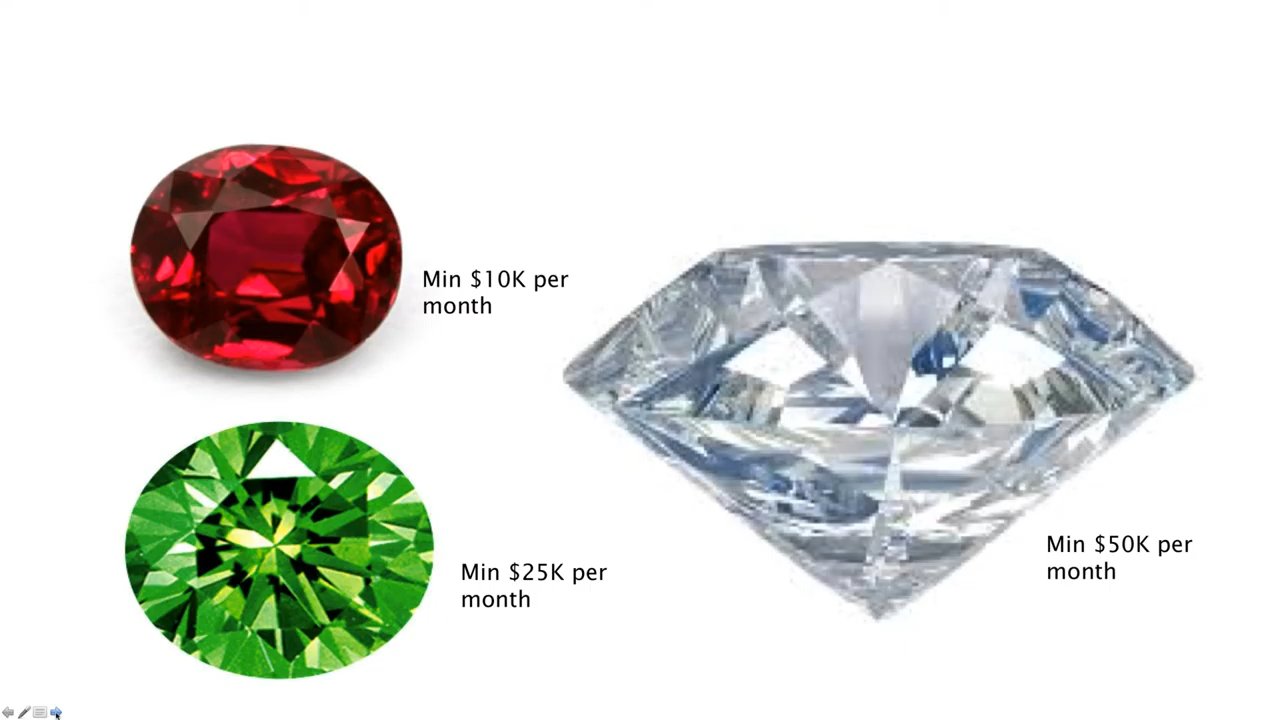 Min $10K per
month
Min $25K per
month
Min $50K per
month